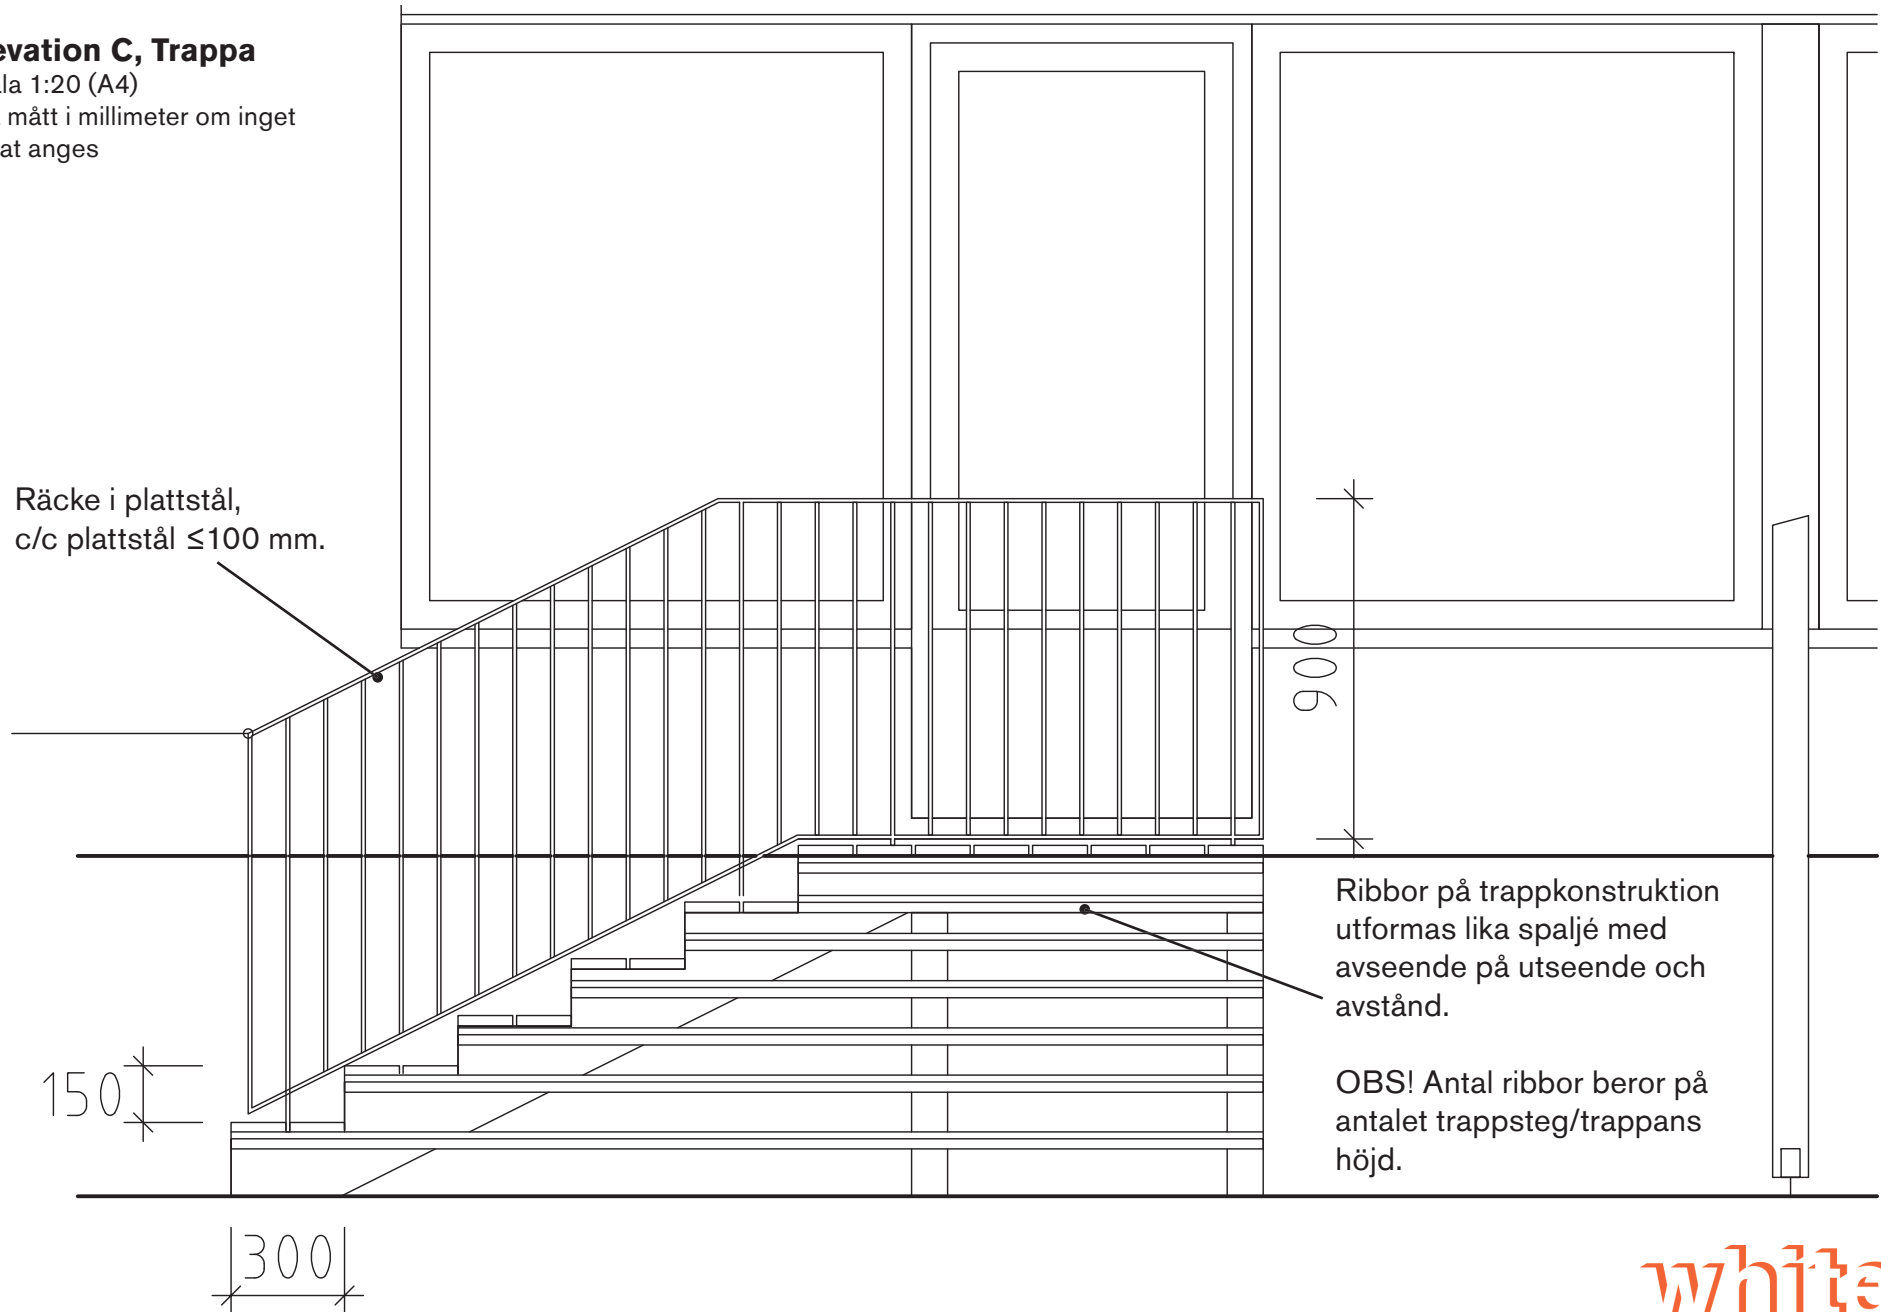 evation C, Trappa
la 1:20 (A4)
mått i millimeter om inget
at anges
Räcke i plattstål,
c/c plattstål ≤100 mm.
900
Ribbor på trappkonstruktion
utformas lika spaljé med
avseende på utseende och
avstånd.
150
OBS! Antal ribbor beror på
antalet trappsteg/trappans
höjd.
300
white